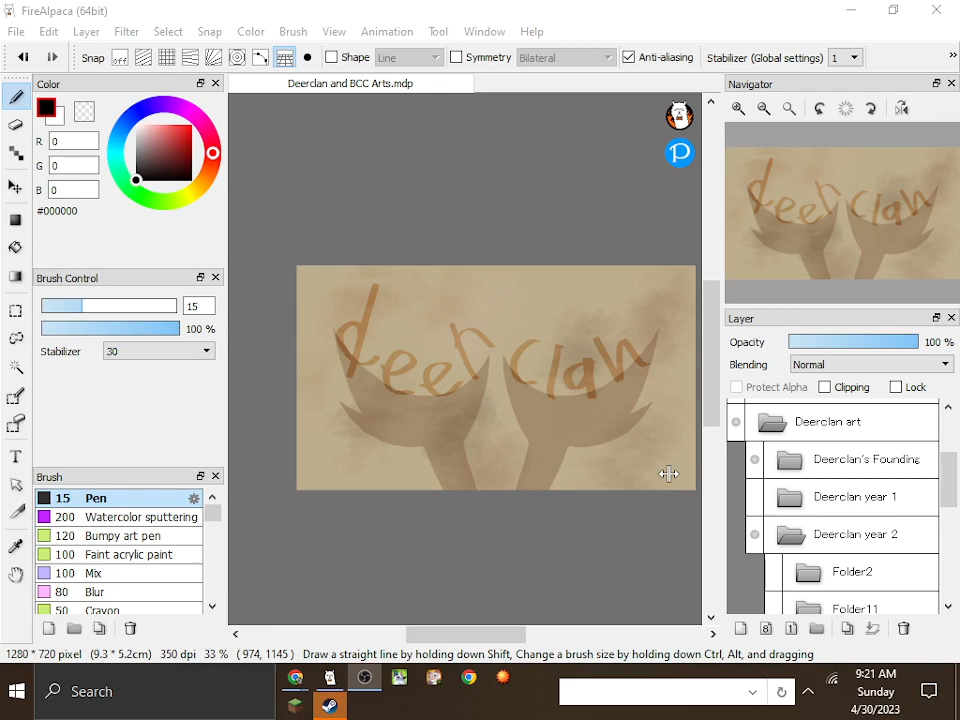 FireAlpaca (64bit)
File Edit Layer Filter Select Snap Color Brush View Animation Tool Window Help
Snap off Shape Line Symmetry Bilateral Anti-aliasing Stabilizer (Global settings) 1 »
Color
Deerclan and BCC Arts.mdp
Navigator
R 0
G 0
B 0
#000000
P
deer clan
deer clan
Brush Control
15
100 %
Stabilizer 30
Layer
Opacity 100 %
Blending Normal
Protect Alpha Clipping Lock
Deerclan art
Deerclan's Founding
Deerclan year 1
Deerclan year 2
Folder2
Folder11
Brush
15 Pen
200 Watercolor sputtering
120 Bumpy art pen
100 Faint acrylic paint
100 Mix
80 Blur
50 Crayon
T
8 1
1280 * 720 pixel (9.3 * 5.2cm) 350 dpi 33 % ( 974, 1145 ) Draw a straight line by holding down Shift, Change a brush size by holding down Ctrl, Alt, and dragging
Search
9:21 AM
Sunday
4/30/2023